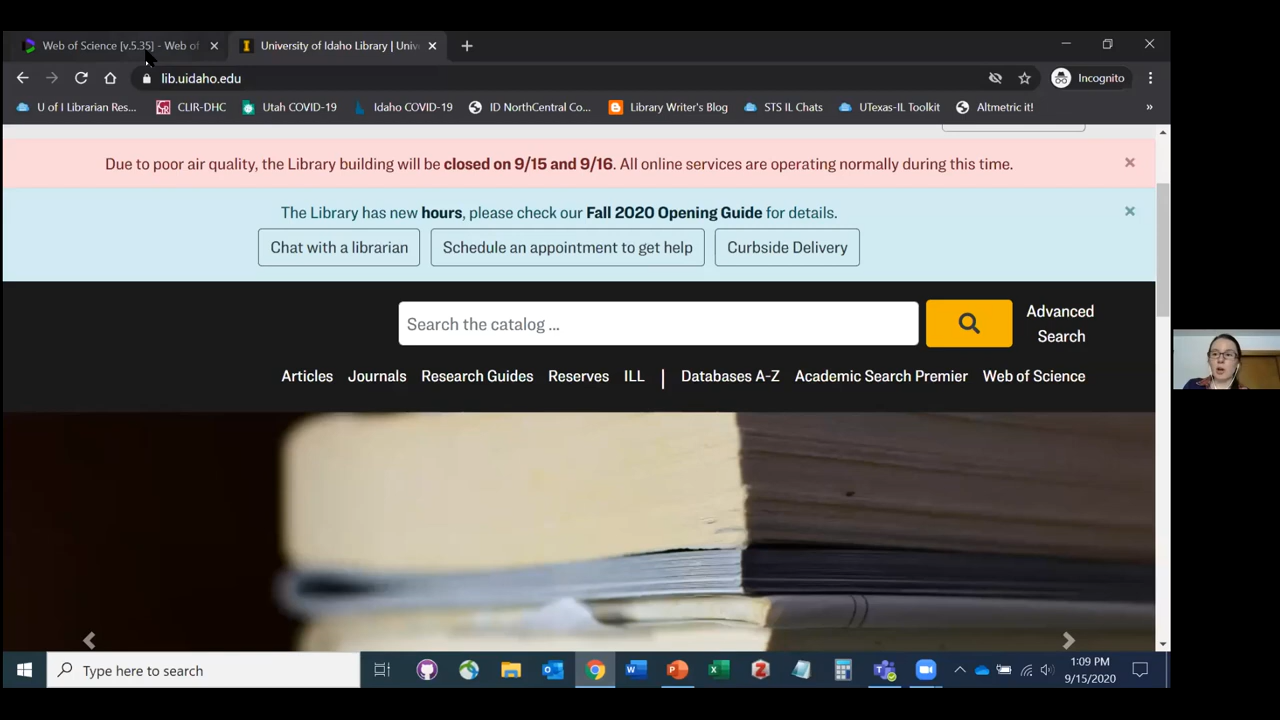 Web of Science [v.5.35] - Web of
University of Idaho Library | Univ
lib.uidaho.edu
Incognito
U of I Librarian Res...
CLIR-DHC
Utah COVID-19
Idaho COVID-19
ID NorthCentral Co...
Library Writer's Blog
STS IL Chats
UTexas-IL Toolkit
Altmetric it!
»
Due to poor air quality, the Library building will be closed on 9/15 and 9/16. All online services are operating normally during this time.
The Library has new hours, please check our Fall 2020 Opening Guide for details.
Chat with a librarian
Schedule an appointment to get help
Curbside Delivery
Search the catalog ...
Advanced
Search
Articles Journals Research Guides Reserves ILL | Databases A-Z Academic Search Premier Web of Science
Type here to search
1:09 PM
9/15/2020